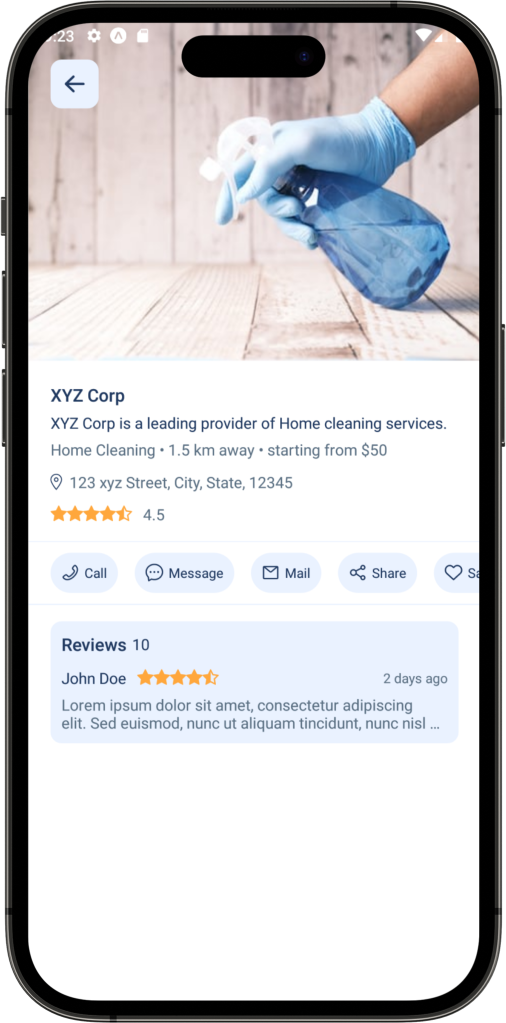 :23
XYZ Corp
XYZ Corp is a leading provider of Home cleaning services.
Home Cleaning • 1.5 km away • starting from $50
123 xyz Street, City, State, 12345
4.5
Call Message Mail Share Sa
Reviews 10
John Doe 2 days ago
Lorem ipsum dolor sit amet, consectetur adipiscing
elit. Sed euismod, nunc ut aliquam tincidunt, nunc nisl ...